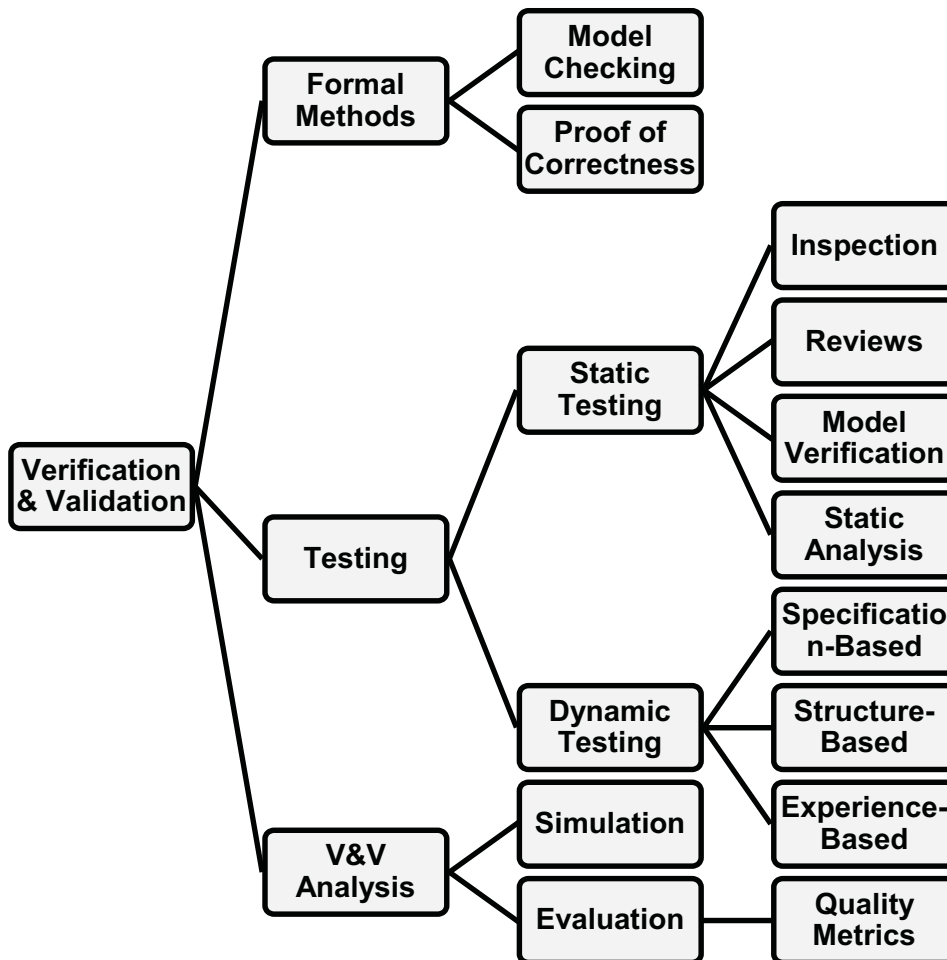 Model
Checking
Formal
Methods
Proof of
Correctness
Inspection
Reviews
Static
Testing
Model
Verification
Verification
& Validation
Static
Analysis
Testing
Specificatio
n-Based
Dynamic
Testing
Structure-
Based
Simulation
Experience-
Based
V&V
Analysis
Evaluation
Quality
Metrics